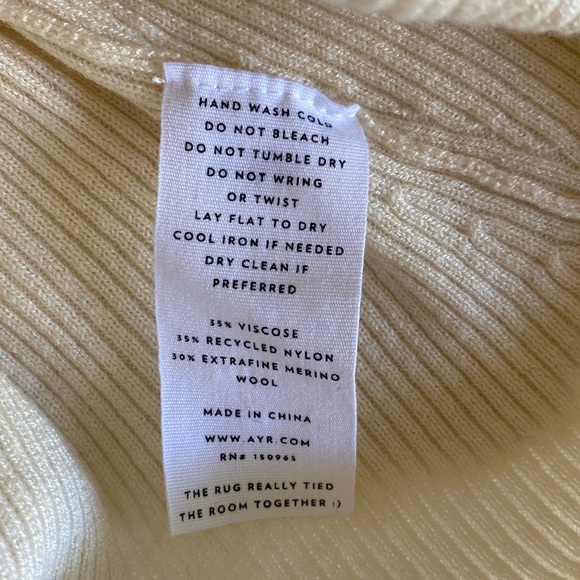 HAND WASH COLD
DO NOT BLEACH
DO NOT TUMBLE DRY
DO NOT WRING
OR TWIST
LAY FLAT TO DRY
COOL IRON IF NEEDED
DRY CLEAN IF
PREFERRED
35% VISCOSE
35% RECYCLED NYLON
30% EXTRAFINE MERINO
WOOL
MADE IN CHINA
WWW.AYR.COM
RN# 150965
THE RUG REALLY TIED
THE ROOM TOGETHER :)